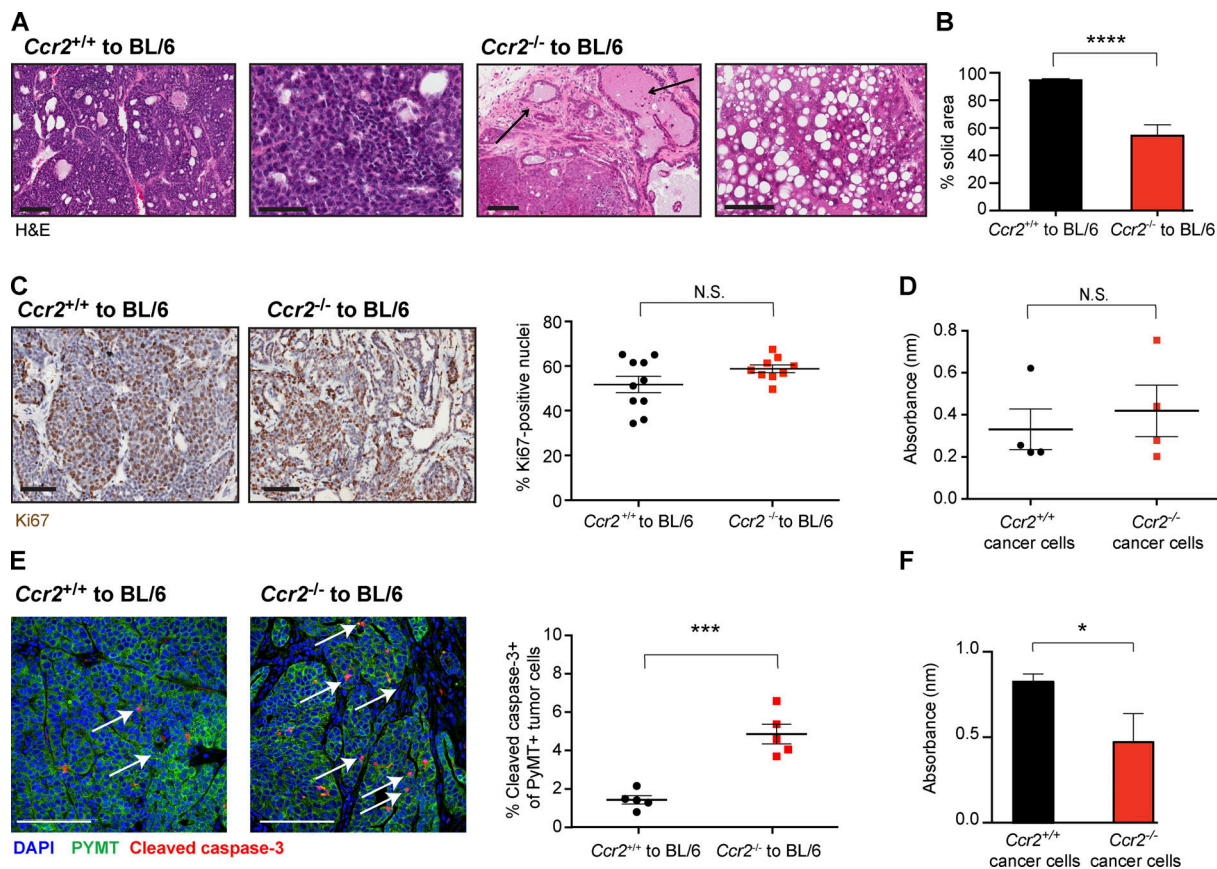 A
Ccr2+/+ to BL/6
Ccr2-/- to BL/6
H&E
B
****
% solid area
100
80
60
40
20
0
Ccr2+/+ to BL/6
Ccr2-/- to BL/6
C
Ccr2+/+ to BL/6
Ccr2-/- to BL/6
Ki67
N.S.
% Ki67-positive nuclei
80
60
40
20
0
Ccr2+/+ to BL/6
Ccr2-/- to BL/6
D
N.S.
Absorbance (nm)
0.8
0.6
0.4
0.2
0.0
Ccr2+/+
cancer cells
Ccr2-/-
cancer cells
E
Ccr2+/+ to BL/6
Ccr2-/- to BL/6
DAPI PYMT Cleaved caspase-3
***
% Cleaved caspase-3+
of PyMT+ tumor cells
10
8
6
4
2
0
Ccr2+/+ to BL/6
Ccr2-/- to BL/6
F
*
Absorbance (nm)
1.0
0.5
0.0
Ccr2+/+
cancer cells
Ccr2-/-
cancer cells